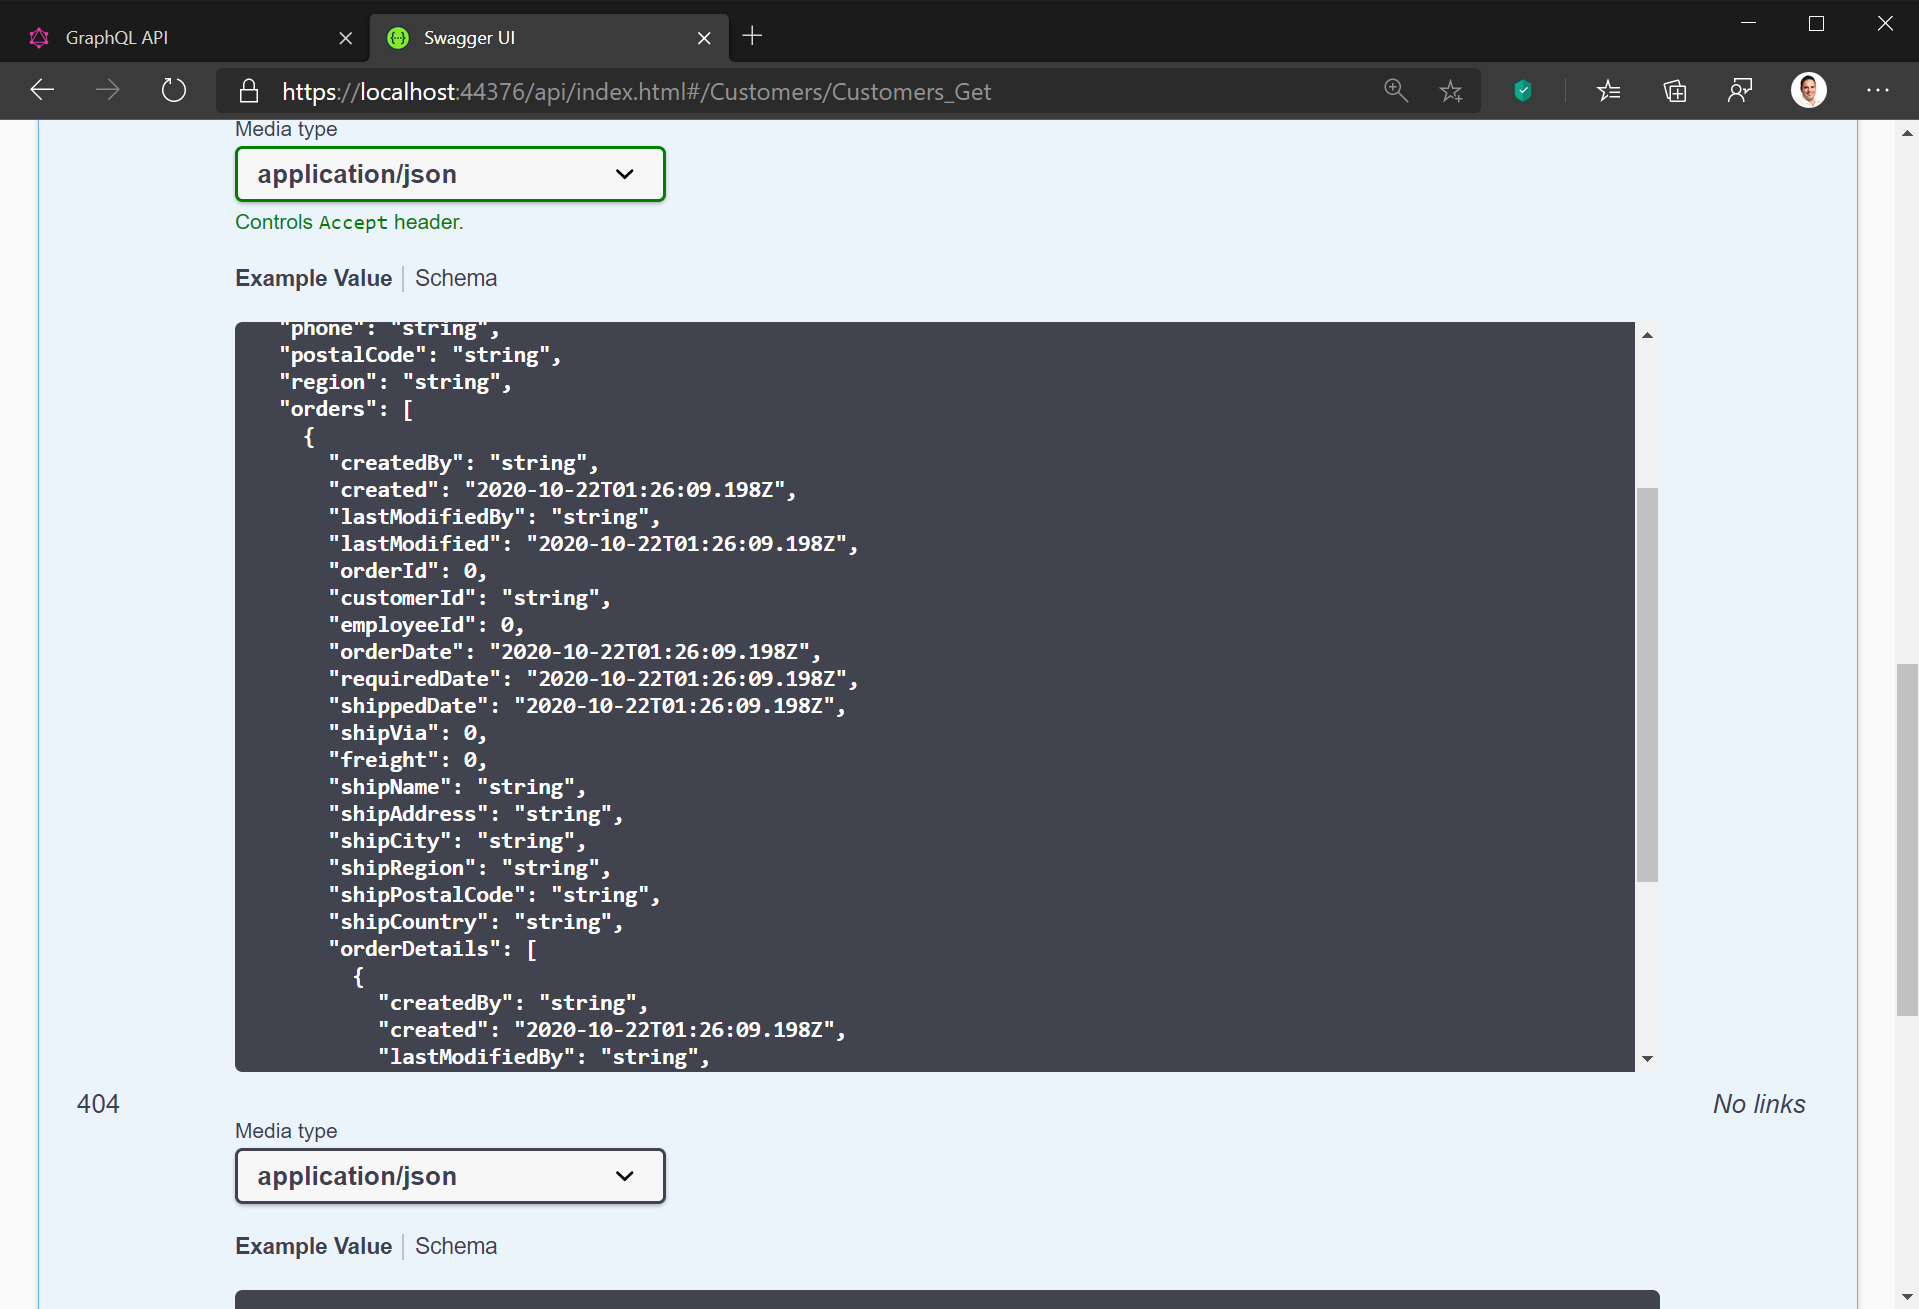 GraphQL API
Swagger UI
https://localhost:44376/api/index.html#/Customers/Customers_Get
Media type
application/json
Controls Accept header.
Example Value | Schema
"phone": "string",
"postalCode": "string",
"region": "string",
"orders": [
{
"createdBy": "string",
"created": "2020-10-22T01:26:09.198Z",
"lastModifiedBy": "string",
"lastModified": "2020-10-22T01:26:09.198Z",
"orderId": 0,
"customerId": "string",
"employeeId": 0,
"orderDate": "2020-10-22T01:26:09.198Z",
"requiredDate": "2020-10-22T01:26:09.198Z",
"shippedDate": "2020-10-22T01:26:09.198Z",
"shipVia": 0,
"freight": 0,
"shipName": "string",
"shipAddress": "string",
"shipCity": "string",
"shipRegion": "string",
"shipPostalCode": "string",
"shipCountry": "string",
"orderDetails": [
{
"createdBy": "string",
"created": "2020-10-22T01:26:09.198Z",
"lastModifiedBy": "string",
404
No links
Media type
application/json
Example Value | Schema